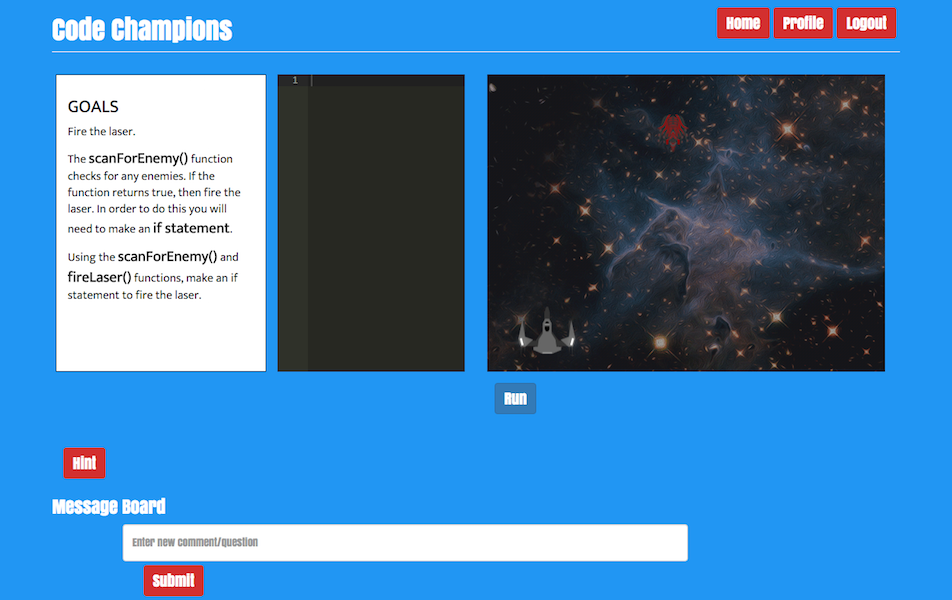 Code Champions
Home
Profile
Logout
GOALS
Fire the laser.
The scanForEnemy() function
checks for any enemies. If the
function returns true, then fire the
laser. In order to do this you will
need to make an if statement.
Using the scanForEnemy() and
fireLaser() functions, make an if
statement to fire the laser.
1
Run
Hint
Message Board
Enter new comment/question
Submit